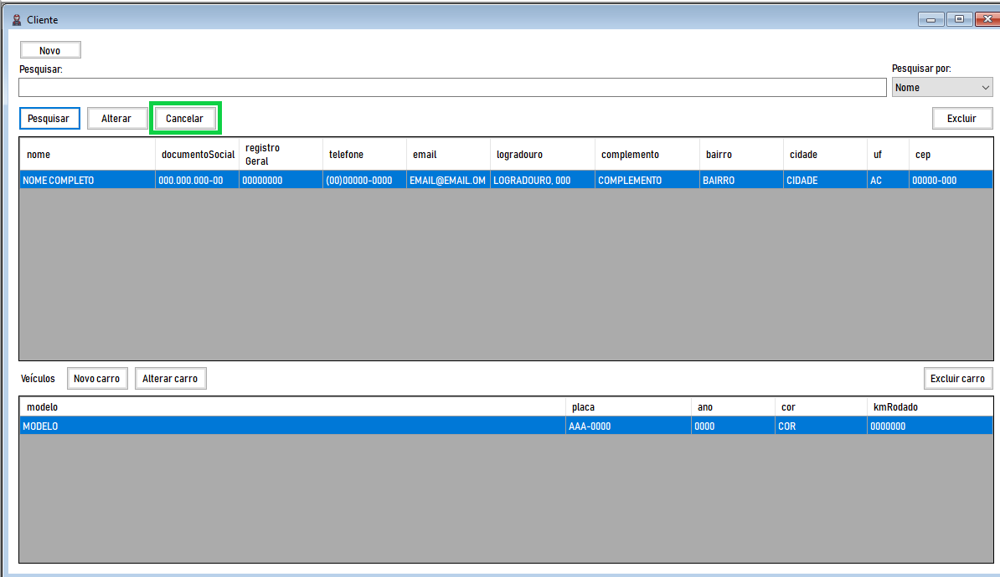 Cliente
Novo
Pesquisar:
Pesquisar por:
Nome
Pesquisar Alterar Cancelar Excluir
nome documentoSocial registro Geral telefone email logradouro complemento bairro cidade uf cep
NOME COMPLETO 000.000.000-00 00000000 (00)00000-0000 EMAIL@EMAIL.OM LOGRADOURO, 000 COMPLEMENTO BAIRRO CIDADE AC 00000-000
Veículos Novo carro Alterar carro Excluir carro
modelo placa ano cor kmRodado
MODELO AAA-0000 0000 COR 0000000